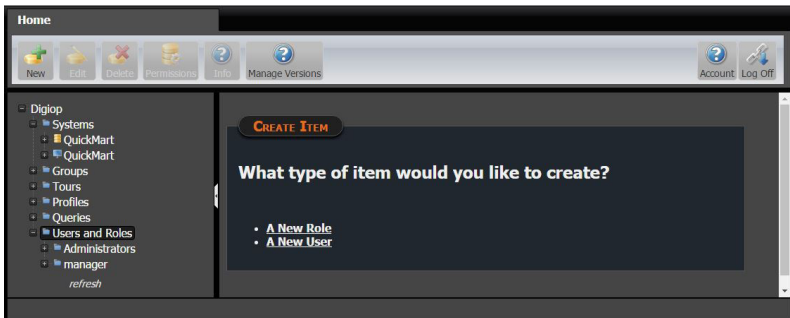 Home
New Edit Delete Permissions Info Manage Versions Account Log Off
Digiop
Systems
QuickMart
QuickMart
Groups
Tours
Profiles
Queries
Users and Roles
Administrators
manager
refresh
CREATE ITEM
What type of item would you like to create?
A New Role
A New User